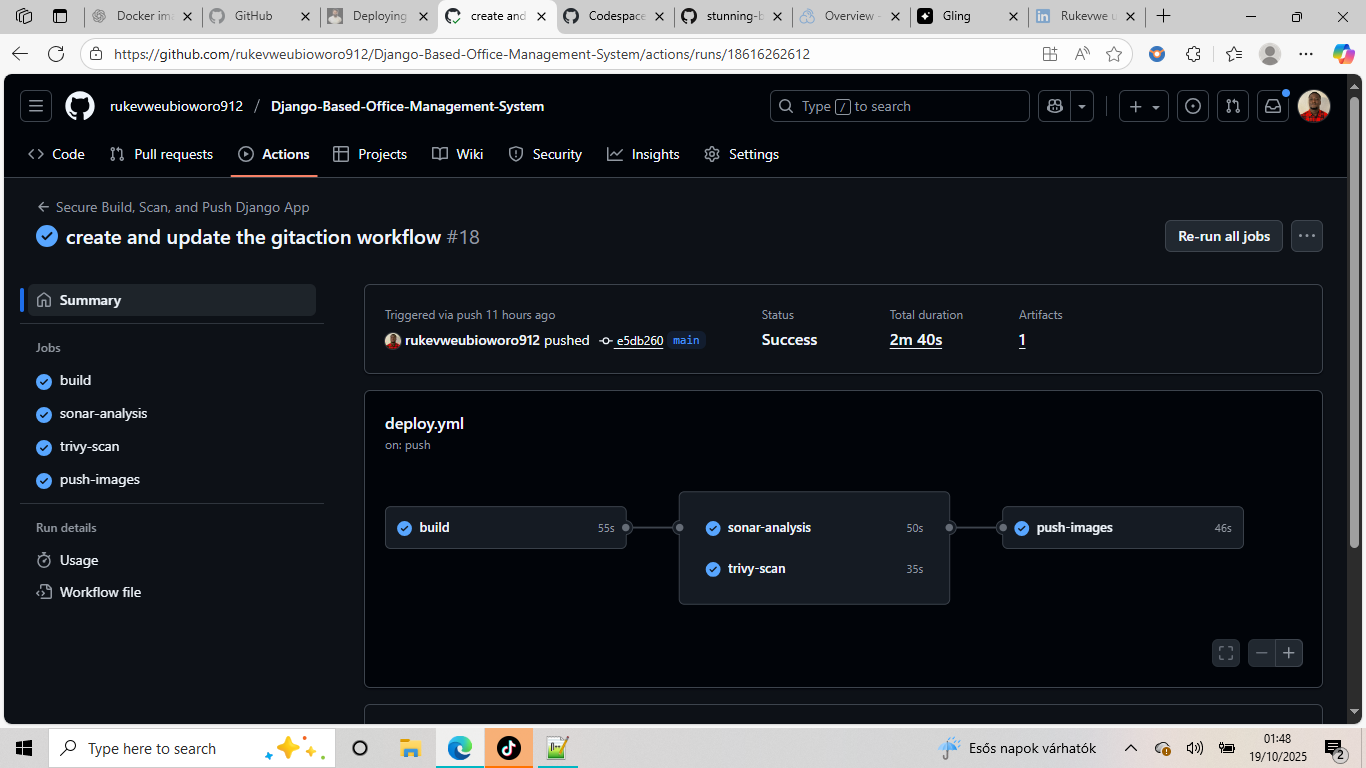 Docker im
GitHub
Deploying
create and
Codespace
stunning-b
Overview -
Gling
Rukevwe u
https://github.com/rukevweubioworo912/Django-Based-Office-Management-System/actions/runs/18616262612
rukevweubioworo912 / Django-Based-Office-Management-System
Type / to search
Code
Pull requests
Actions
Projects
Wiki
Security
Insights
Settings
Secure Build, Scan, and Push Django App
create and update the gitaction workflow #18
Re-run all jobs
Summary
Jobs
build
sonar-analysis
trivy-scan
push-images
Run details
Usage
Workflow file
Triggered via push 11 hours ago
rukevweubioworo912 pushed e5db260 main
Status
Success
Total duration
2m 40s
Artifacts
1
deploy.yml
on: push
build 55s
sonar-analysis 50s
trivy-scan 35s
push-images 46s
Type here to search
Esős napok várhatók
01:48
19/10/2025
2